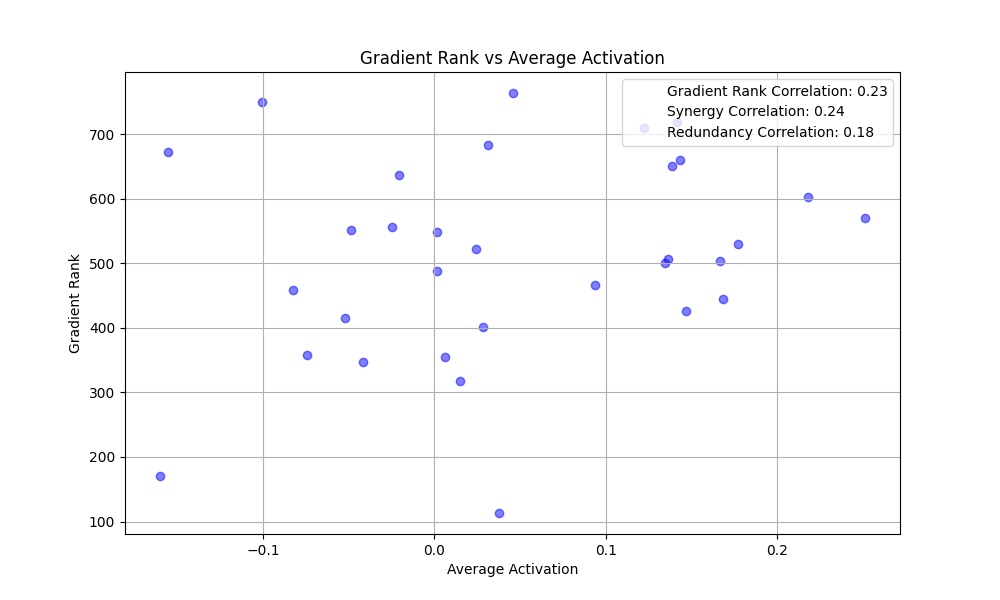 Gradient Rank vs Average Activation
Gradient Rank Correlation: 0.23
Synergy Correlation: 0.24
Redundancy Correlation: 0.18
Gradient Rank
700
600
500
400
300
200
100
−0.1
0.0
0.1
0.2
Average Activation